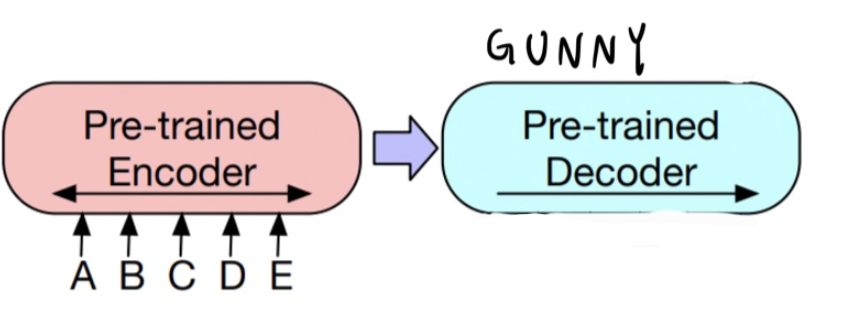 GUNNY
Pre-trained
Encoder
Pre-trained
Decoder
A B C D E